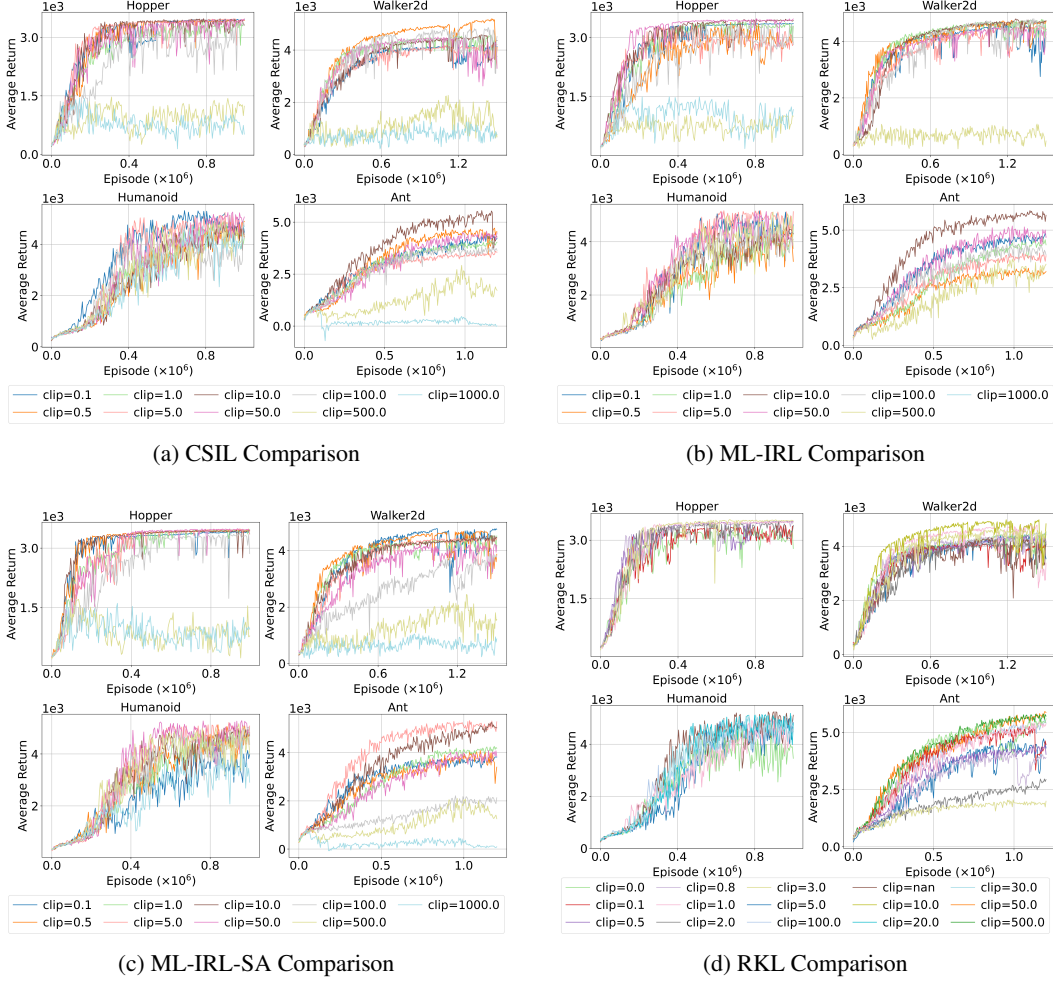 1e3 Hopper
Average Return
3.0
1.5
0.0
0.0 0.4 0.8
Episode (×10⁶)
1e3 Walker2d
Average Return
4
2
0
0.0 0.6 1.2
Episode (×10⁶)
1e3 Humanoid
Average Return
4
2
0
0.0 0.4 0.8
Episode (×10⁶)
1e3 Ant
Average Return
5.0
2.5
0.0
0.0 0.5 1.0
Episode (×10⁶)
clip=0.1 clip=1.0 clip=10.0 clip=100.0 clip=1000.0
clip=0.5 clip=5.0 clip=50.0 clip=500.0
(a) CSIL Comparison
1e3 Hopper
Average Return
3.0
1.5
0.0 0.4 0.8
Episode (×10⁶)
1e3 Walker2d
Average Return
4
2
0
0.0 0.6 1.2
Episode (×10⁶)
1e3 Humanoid
Average Return
4
2
0.0 0.4 0.8
Episode (×10⁶)
1e3 Ant
Average Return
5.0
2.5
0.0
0.0 0.5 1.0
Episode (×10⁶)
clip=0.1 clip=1.0 clip=10.0 clip=100.0 clip=1000.0
clip=0.5 clip=5.0 clip=50.0 clip=500.0
(b) ML-IRL Comparison
1e3 Hopper
Average Return
3.0
1.5
0.0 0.4 0.8
Episode (×10⁶)
1e3 Walker2d
Average Return
4
2
0
0.0 0.6 1.2
Episode (×10⁶)
1e3 Humanoid
Average Return
4
2
0.0 0.4 0.8
Episode (×10⁶)
1e3 Ant
Average Return
4
2
0
0.0 0.5 1.0
Episode (×10⁶)
clip=0.1 clip=1.0 clip=10.0 clip=100.0 clip=1000.0
clip=0.5 clip=5.0 clip=50.0 clip=500.0
(c) ML-IRL-SA Comparison
1e3 Hopper
Average Return
3.0
1.5
0.0 0.4 0.8
Episode (×10⁶)
1e3 Walker2d
Average Return
4
2
0
0.0 0.6 1.2
Episode (×10⁶)
1e3 Humanoid
Average Return
4
2
0
0.0 0.4 0.8
Episode (×10⁶)
1e3 Ant
Average Return
5.0
2.5
0.0
0.0 0.5 1.0
Episode (×10⁶)
clip=0.0 clip=0.8 clip=3.0 clip=nan clip=30.0
clip=0.1 clip=1.0 clip=5.0 clip=10.0 clip=50.0
clip=0.5 clip=2.0 clip=100.0 clip=20.0 clip=500.0
(d) RKL Comparison